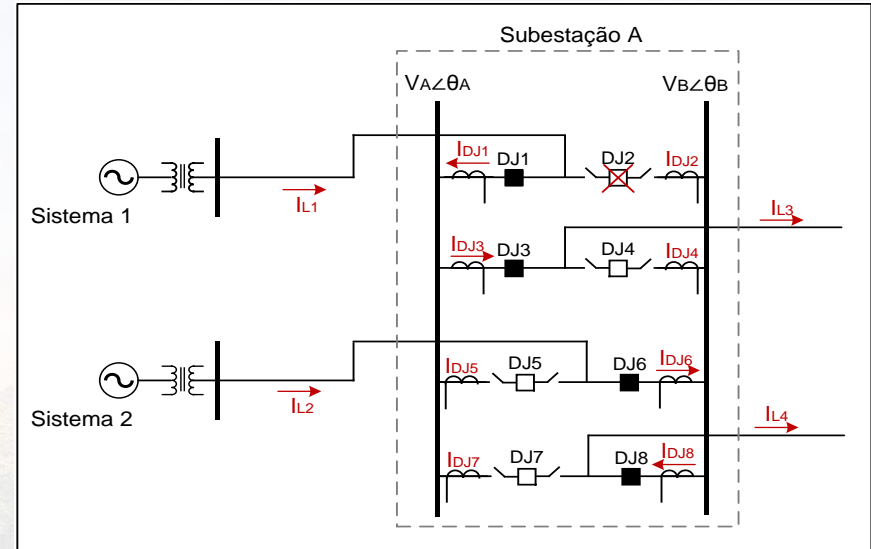 Subestação A
VA∠θA VB∠θB
IDJ1 DJ1 DJ2 IDJ2
Sistema 1 IL1 IL3
IDJ3 DJ3 DJ4 IDJ4
IDJ5 DJ5 DJ6 IDJ6
Sistema 2 IL2 IL4
IDJ7 DJ7 DJ8 IDJ8